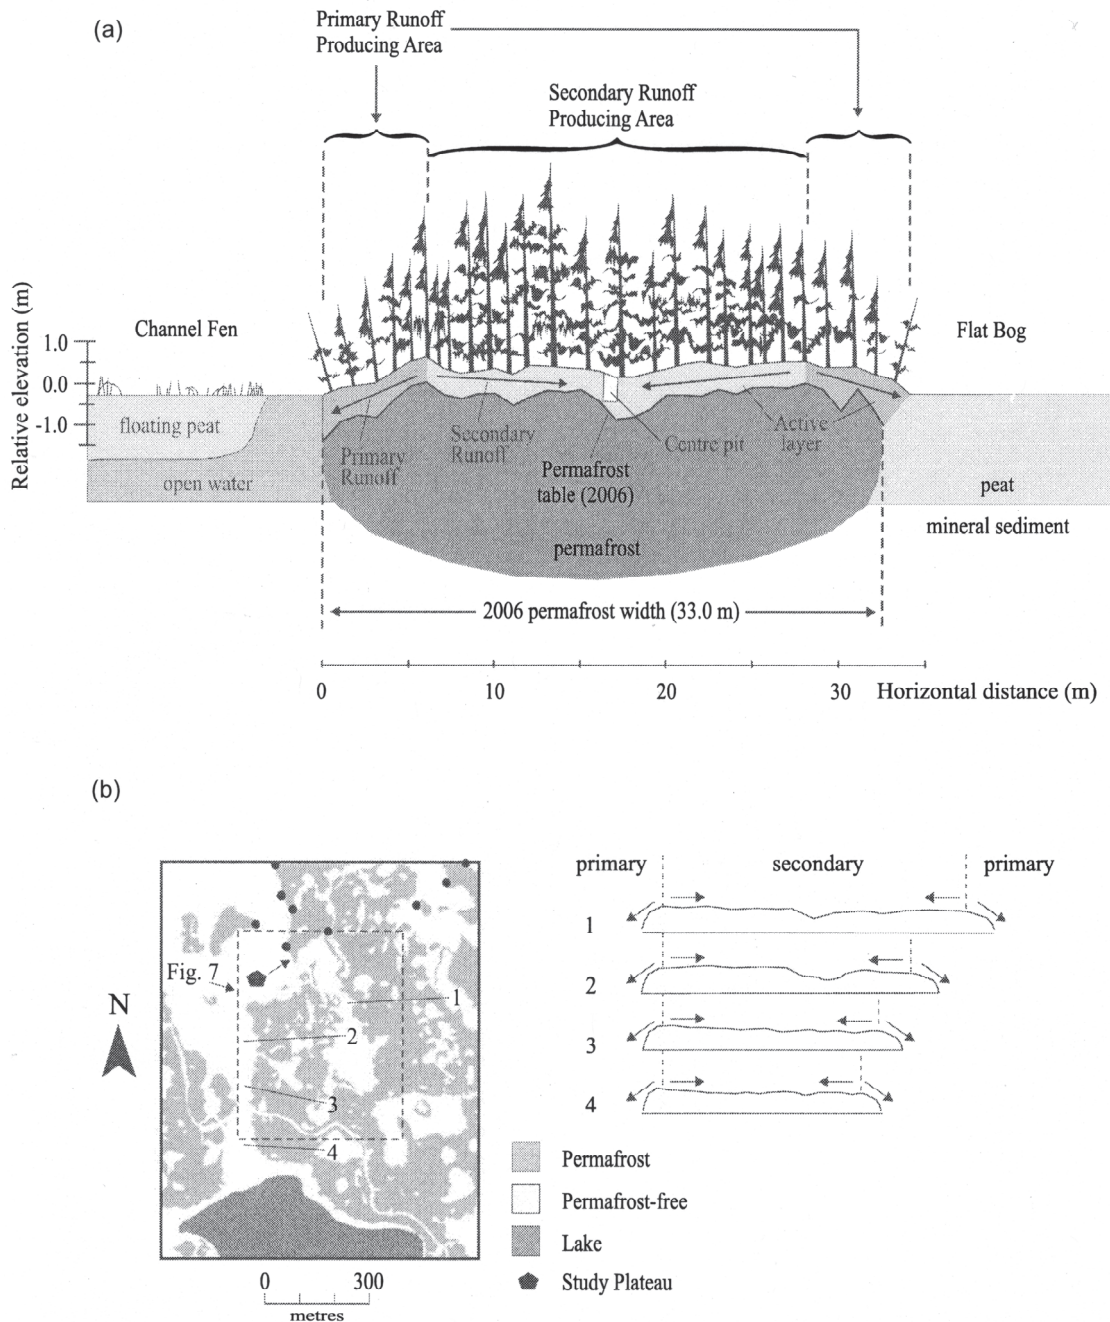 (a)
Primary Runoff
Producing Area
Secondary Runoff
Producing Area
Relative elevation (m)
1.0
0.0
-1.0
Channel Fen
Flat Bog
floating peat
open water
Primary
Runoff
Secondary
Runoff
Permafrost
table (2006)
Centre pit
Active
layer
permafrost
peat
mineral sediment
2006 permafrost width (33.0 m)
0
10
20
30
Horizontal distance (m)
(b)
N
Fig. 7
1
2
3
4
0
300
metres
primary
secondary
primary
1
2
3
4
Permafrost
Permafrost-free
Lake
Study Plateau